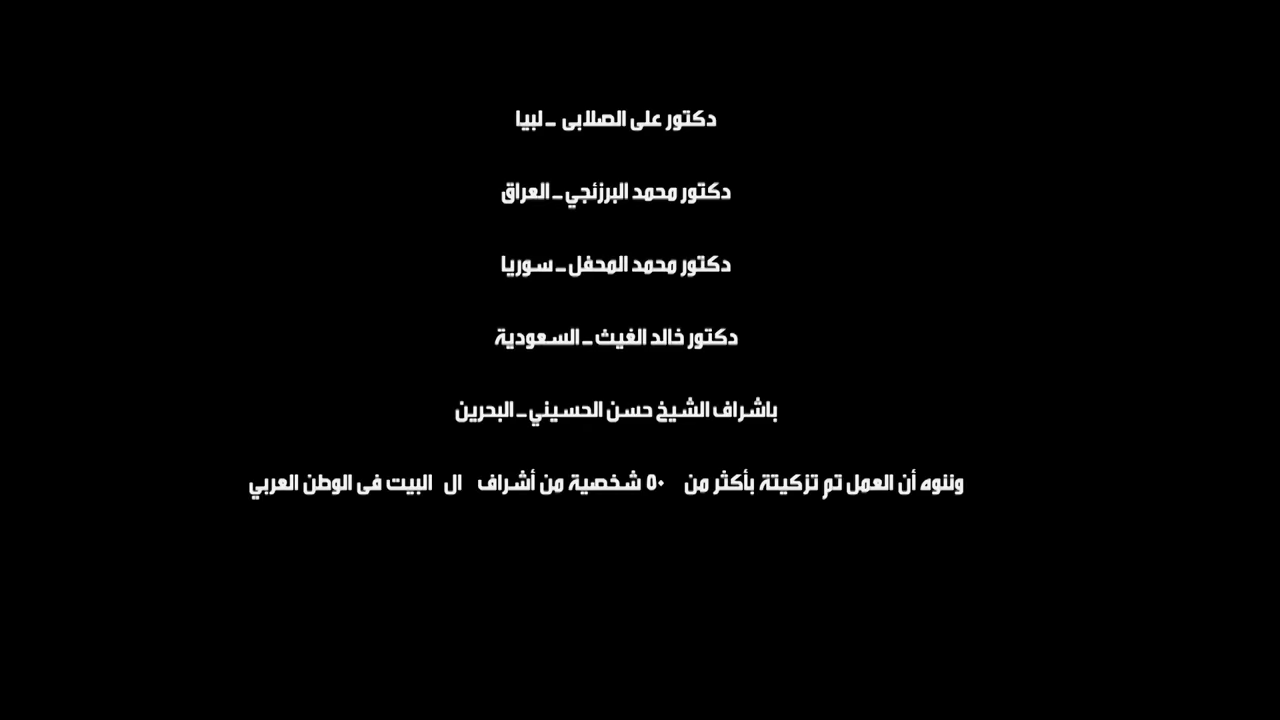 دكتور على الصلابى - لبيا
دكتور محمد البرزئجي - العراق
دكتور محمد المحفل - سوريا
دكتور خالد الغيث - السعودية
باشراف الشيخ حسن الحسيني - البحرين
وننوه أن العمل تم تزكيتة بأكثر من ٥٠ شخصية من أشراف ال البيت فى الوطن العربي